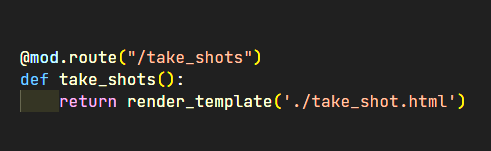 @mod.route("/take_shots")
def take_shots():
    return render_template('./take_shot.html')